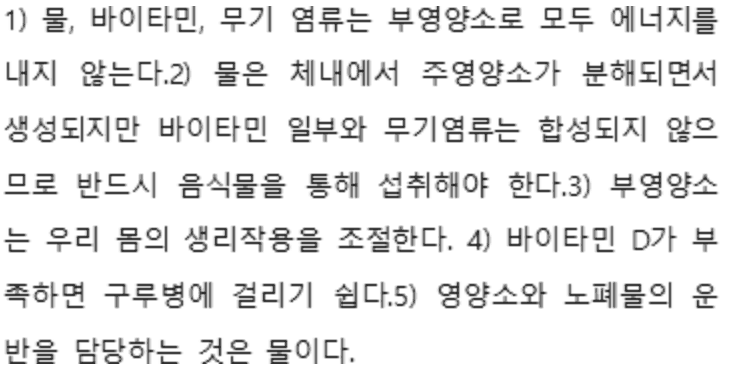 1) 물, 바이타민, 무기 염류는 부영양소로 모두 에너지를
내지 않는다.2) 물은 체내에서 주영양소가 분해되면서
생성되지만 바이타민 일부와 무기염류는 합성되지 않으
므로 반드시 음식물을 통해 섭취해야 한다.3) 부영양소
는 우리 몸의 생리작용을 조절한다. 4) 바이타민 D가 부
족하면 구루병에 걸리기 쉽다.5) 영양소와 노폐물의 운
반을 담당하는 것은 물이다.